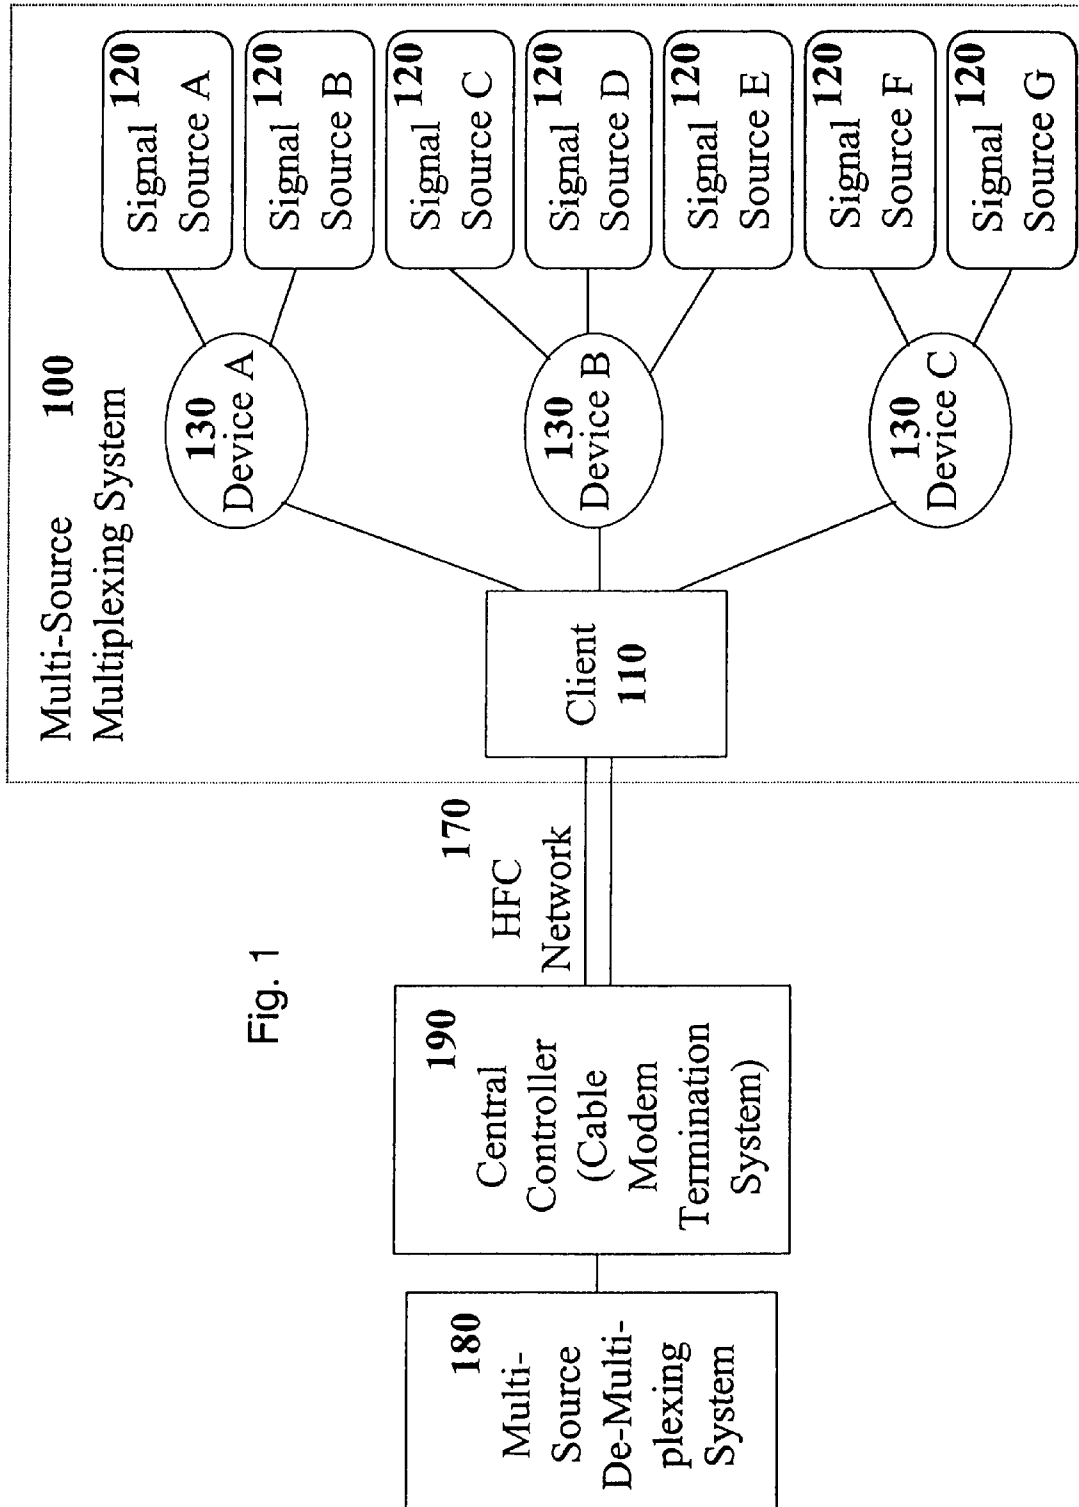 Fig. 1
Multi-Source 100
Multiplexing System
180
Multi-
Source
De-Multi-
plexing
System
190
Central
Controller
(Cable
Modem
Termination
System)
170
HFC
Network
Client
110
130
Device A
130
Device B
130
Device C
Signal 120
Source A
Signal 120
Source B
Signal 120
Source C
Signal 120
Source D
Signal 120
Source E
Signal 120
Source F
Signal 120
Source G